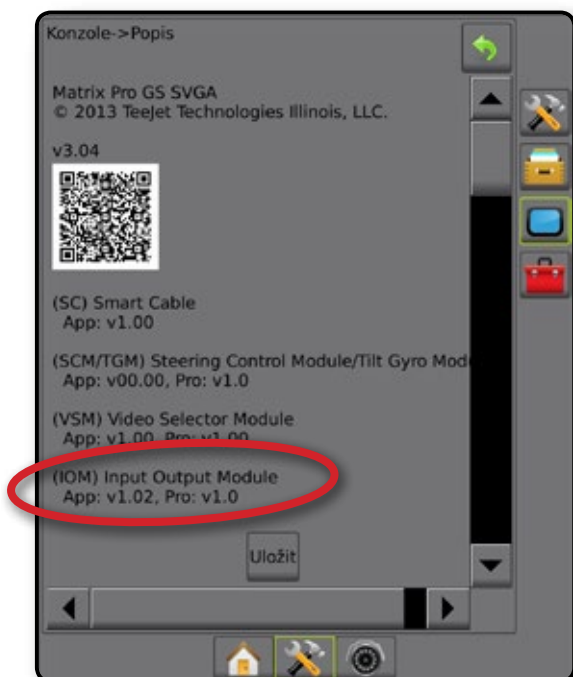 Konzole->Popis
Matrix Pro GS SVGA
© 2013 TeeJet Technologies Illinois, LLC.
v3.04
(SC) Smart Cable
App: v1.00
(SCM/TGM) Steering Control Module/Tilt Gyro Mod
App: v00.00, Pro: v1.0
(VSM) Video Selector Module
App: v1.00, Pro: v1.00
(IOM) Input Output Module
App: v1.02, Pro: v1.0
Uložit